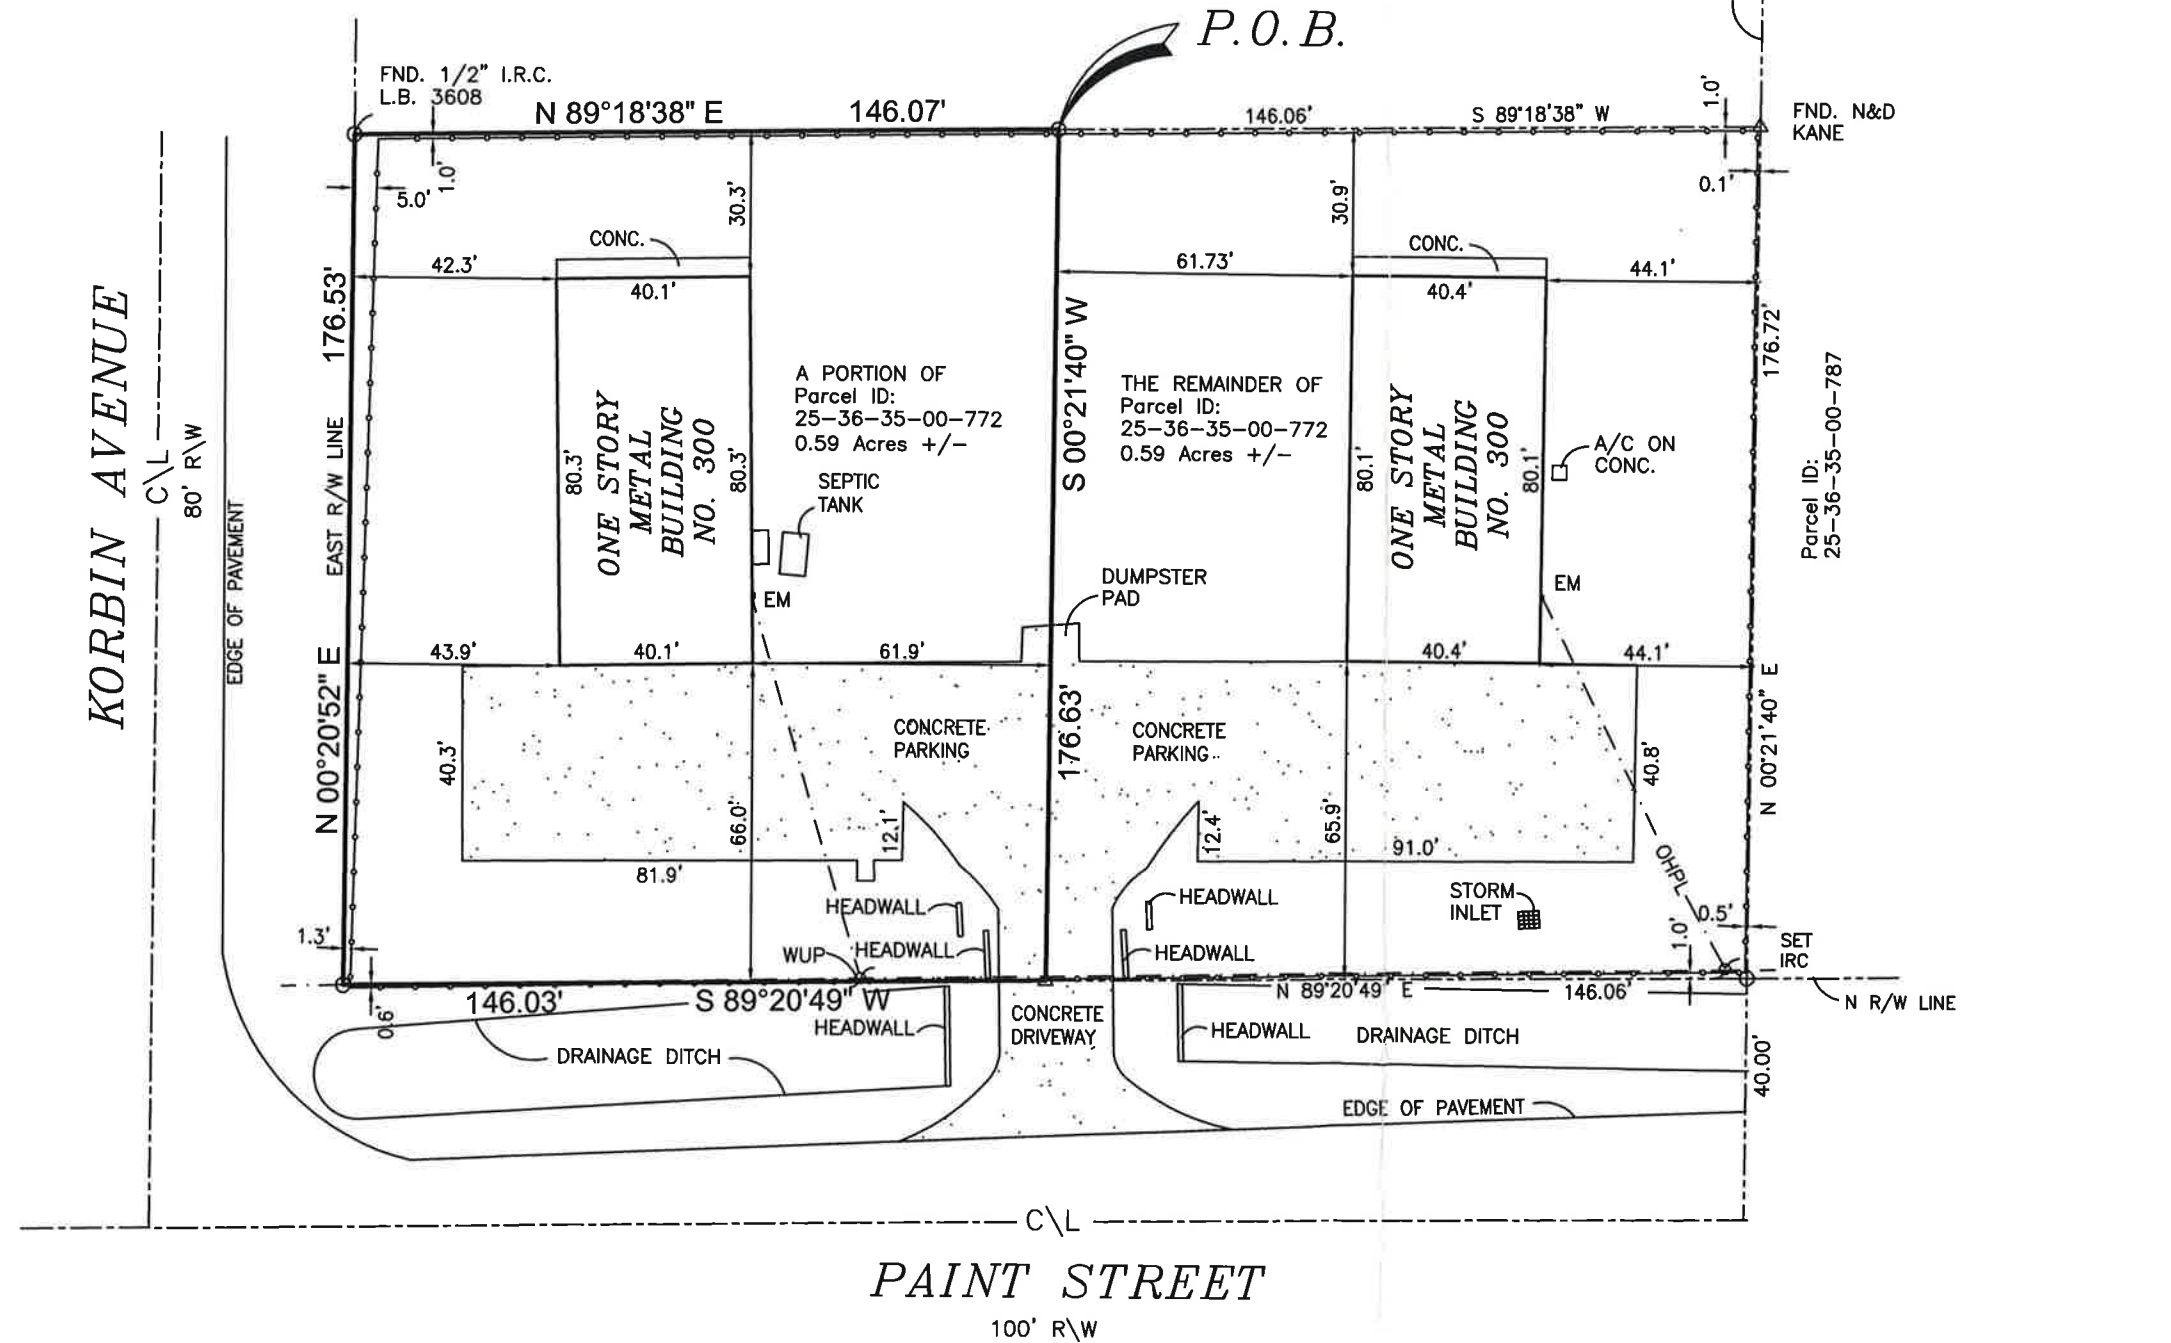 P.O.B.
FND. 1/2" I.R.C.
L.B. 3608
N 89°18'38" E
146.07'
146.06'
S 89°18'38" W
1.0'
FND. N&D
KANE
5.0'
1.0'
30.3'
30.9'
0.1'
CONC.
CONC.
42.3'
40.1'
61.73'
40.4'
44.1'
KORBIN AVENUE
C\L
80' R\W
EDGE OF PAVEMENT
176.53'
EAST R/W LINE
N 00°20'52" E
80.3'
ONE STORY
METAL
BUILDING
NO. 300
80.3'
A PORTION OF
Parcel ID:
25-36-35-00-772
0.59 Acres +/-
SEPTIC
TANK
S 00°21'40" W
176.63'
THE REMAINDER OF
Parcel ID:
25-36-35-00-772
0.59 Acres +/-
80.1'
ONE STORY
METAL
BUILDING
NO. 300
80.1'
A/C ON
CONC.
176.72'
N 00°21'40" E
Parcel ID:
25-36-35-00-787
EM
DUMPSTER
PAD
EM
43.9'
40.1'
61.9'
40.4'
44.1'
40.3'
CONCRETE
PARKING
CONCRETE
PARKING
40.8'
66.0'
12.1'
12.4'
65.9'
81.9'
91.0'
OHPL
HEADWALL
HEADWALL
STORM
INLET
0.5'
1.0'
1.3'
WUP
HEADWALL
HEADWALL
SET
IRC
146.03'
S 89°20'49" W
N 89°20'49" E
146.06'
N R/W LINE
0.6'
HEADWALL
CONCRETE
DRIVEWAY
HEADWALL
DRAINAGE DITCH
DRAINAGE DITCH
40.00'
EDGE OF PAVEMENT
C\L
PAINT STREET
100' R\W